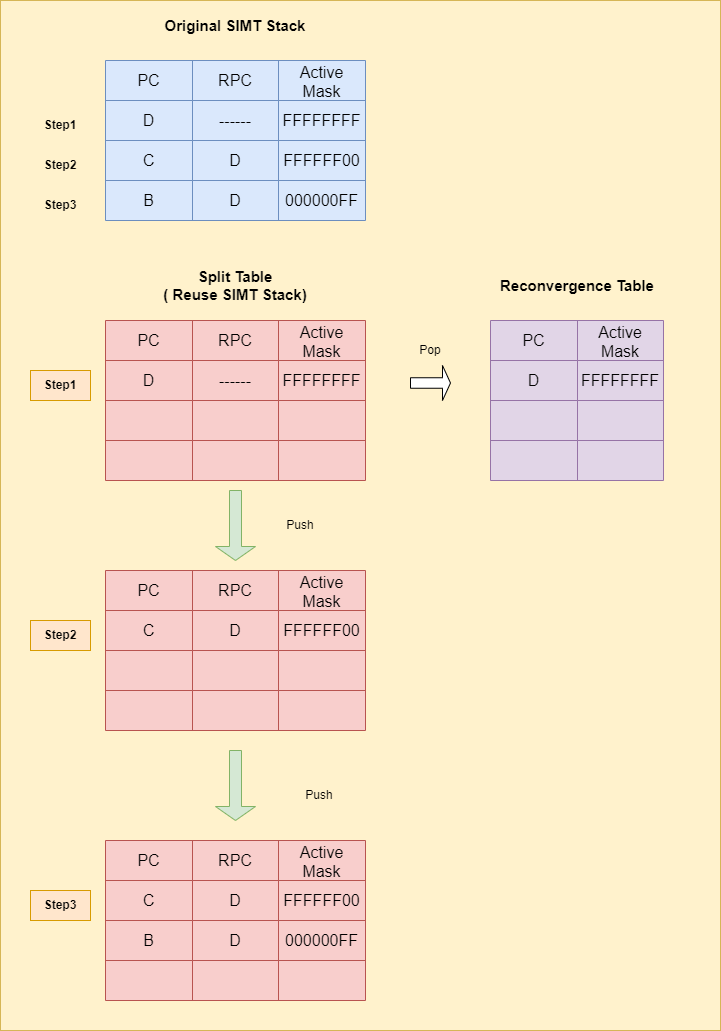 Original SIMT Stack
PC RPC Active
Mask
Step1 D ------ FFFFFFFF
Step2 C D FFFFFF00
Step3 B D 000000FF
Split Table
( Reuse SIMT Stack)
Reconvergence Table
PC RPC Active
Mask
Step1 D ------ FFFFFFFF
Pop
PC Active
Mask
D FFFFFFFF
Push
PC RPC Active
Mask
Step2 C D FFFFFF00
Push
PC RPC Active
Mask
Step3 C D FFFFFF00
B D 000000FF